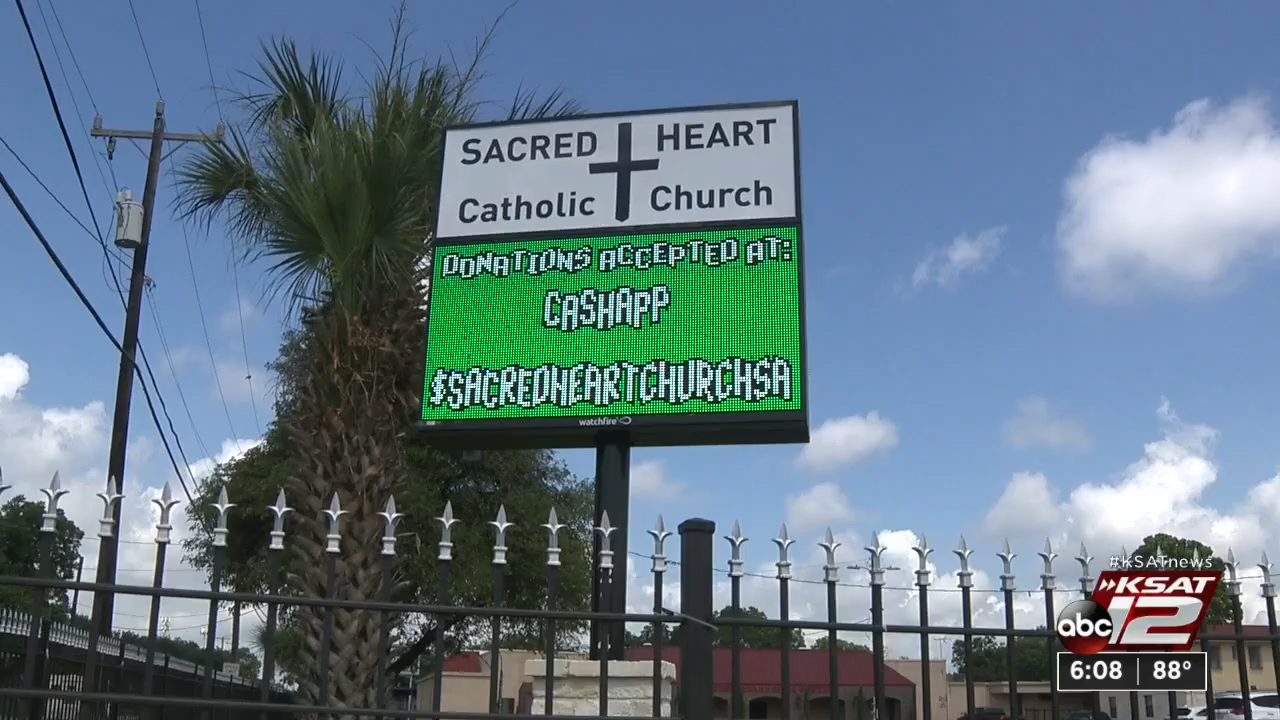 SACRED HEART
Catholic Church
DONATIONS ACCEPTED AT:
CASHAPP
$SACREDHEARTCHURCHSA
watchfire
#KSATnews
KSAT
abc 12
6:08 88°